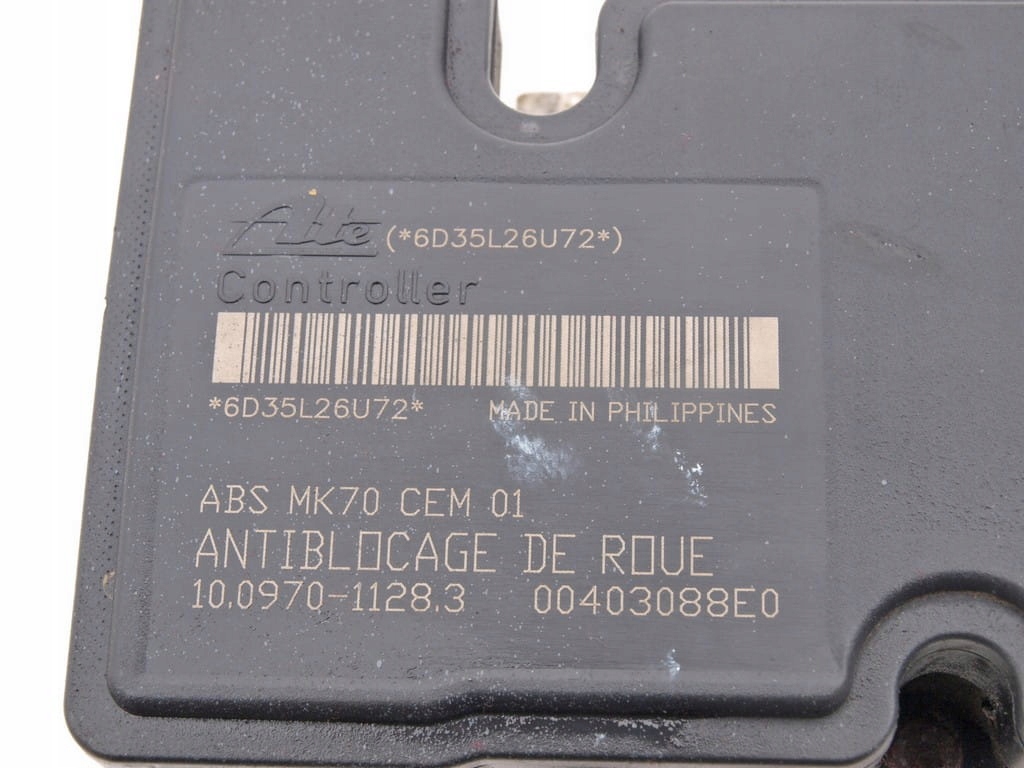 Ate (*6D35L26U72*)
Controller
*6D35L26U72* MADE IN PHILIPPINES
ABS MK70 CEM 01
ANTIBLOCAGE DE ROUE
10.0970-1128.3 00403088E0